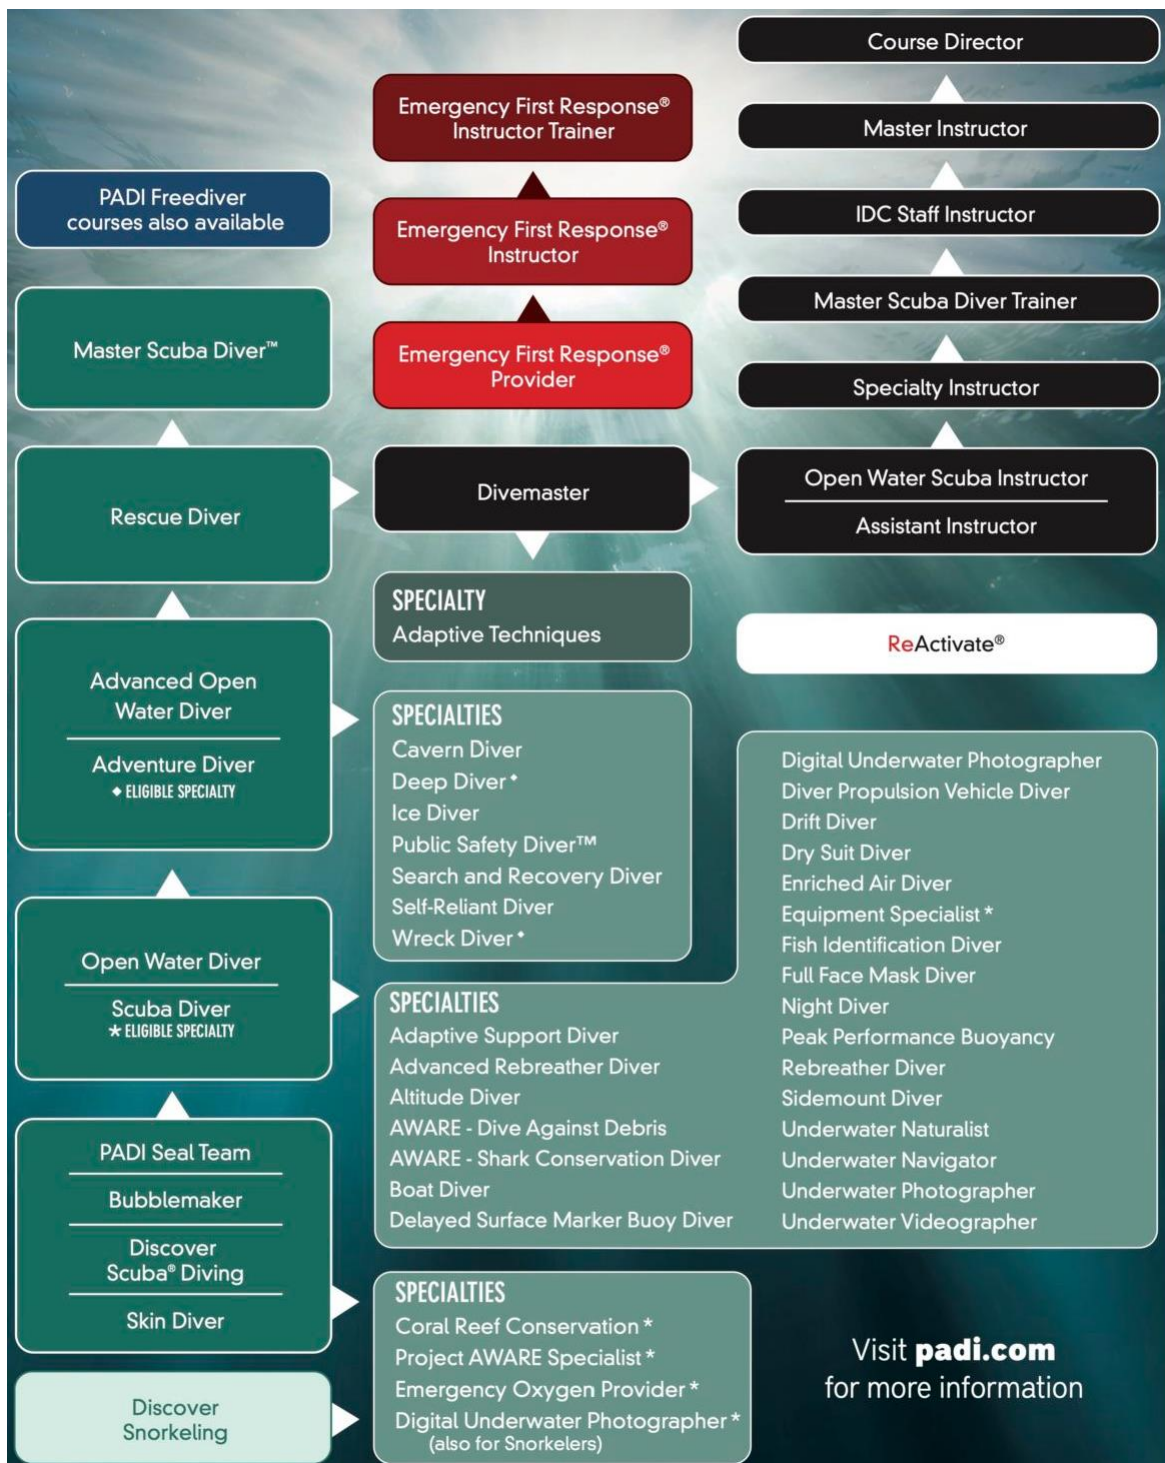 Course Director
Master Instructor
IDC Staff Instructor
Master Scuba Diver Trainer
Specialty Instructor
Open Water Scuba Instructor
Assistant Instructor
Emergency First Response®
Instructor Trainer
Emergency First Response®
Instructor
Emergency First Response®
Provider
PADI Freediver
courses also available
Master Scuba Diver™
Rescue Diver
Divemaster
SPECIALTY
Adaptive Techniques
ReActivate®
Advanced Open
Water Diver
Adventure Diver
◆ ELIGIBLE SPECIALTY
SPECIALTIES
Cavern Diver
Deep Diver ◆
Ice Diver
Public Safety Diver™
Search and Recovery Diver
Self-Reliant Diver
Wreck Diver ◆
Open Water Diver
Scuba Diver
★ ELIGIBLE SPECIALTY
SPECIALTIES
Adaptive Support Diver
Advanced Rebreather Diver
Altitude Diver
AWARE - Dive Against Debris
AWARE - Shark Conservation Diver
Boat Diver
Delayed Surface Marker Buoy Diver
Digital Underwater Photographer
Diver Propulsion Vehicle Diver
Drift Diver
Dry Suit Diver
Enriched Air Diver
Equipment Specialist *
Fish Identification Diver
Full Face Mask Diver
Night Diver
Peak Performance Buoyancy
Rebreather Diver
Sidemount Diver
Underwater Naturalist
Underwater Navigator
Underwater Photographer
Underwater Videographer
PADI Seal Team
Bubblemaker
Discover
Scuba® Diving
Skin Diver
Discover
Snorkeling
SPECIALTIES
Coral Reef Conservation *
Project AWARE Specialist *
Emergency Oxygen Provider *
Digital Underwater Photographer *
(also for Snorkelers)
Visit padi.com
for more information